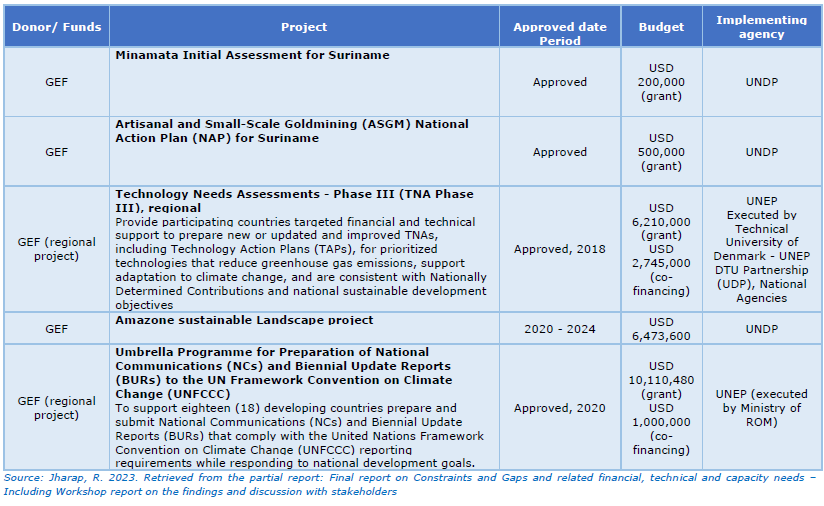 Donor/ Funds
Project
Approved date
Period
Budget
Implementing
agency
GEF
Minamata Initial Assessment for Suriname
Approved
USD
200,000
(grant)
UNDP
GEF
Artisanal and Small-Scale Goldmining (ASGM) National
Action Plan (NAP) for Suriname
Approved
USD
500,000
(grant)
UNDP
GEF (regional
project)
Technology Needs Assessments - Phase III (TNA Phase
III), regional
Provide participating countries targeted financial and technical
support to prepare new or updated and improved TNAs,
including Technology Action Plans (TAPs), for prioritized
technologies that reduce greenhouse gas emissions, support
adaptation to climate change, and are consistent with Nationally
Determined Contributions and national sustainable development
objectives
Approved, 2018
USD
6,210,000
(grant)
USD
2,745,000
(co-
financing)
UNEP
Executed by
Technical
University of
Denmark - UNEP
DTU Partnership
(UDP), National
Agencies
GEF
Amazone sustainable Landscape project
2020 - 2024
USD
6,473,600
UNDP
GEF (regional
project)
Umbrella Programme for Preparation of National
Communications (NCs) and Biennial Update Reports
(BURs) to the UN Framework Convention on Climate
Change (UNFCCC)
To support eighteen (18) developing countries prepare and
submit National Communications (NCs) and Biennial Update
Reports (BURs) that comply with the United Nations Framework
Convention on Climate Change (UNFCCC) reporting
requirements while responding to national development goals.
Approved, 2020
USD
10,110,480
(grant)
USD
1,000,000
(co-
financing)
UNEP (executed
by Ministry of
ROM)
Source: Jharap, R. 2023. Retrieved from the partial report: Final report on Constraints and Gaps and related financial, technical and capacity needs –
Including Workshop report on the findings and discussion with stakeholders